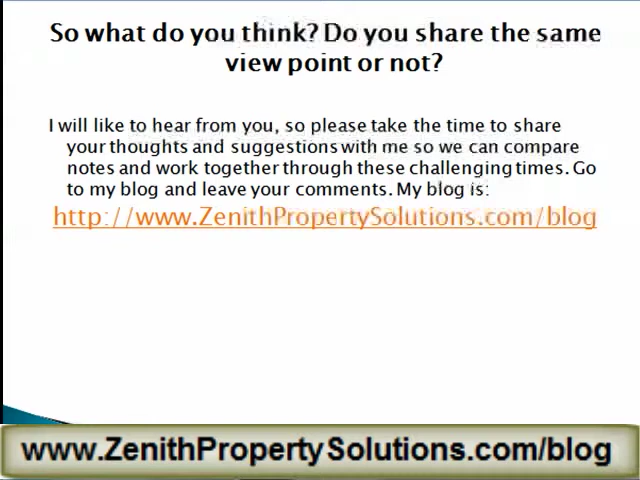 So what do you think? Do you share the same
view point or not?
I will like to hear from you, so please take the time to share
your thoughts and suggestions with me so we can compare
notes and work together through these challenging times. Go
to my blog and leave your comments. My blog is:
http://www.ZenithPropertySolutions.com/blog
www.ZenithPropertySolutions.com/blog